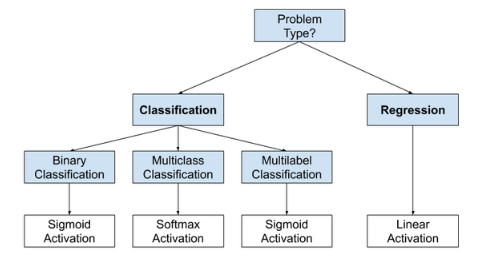 Problem
Type?
Classification
Regression
Binary
Classification
Multiclass
Classification
Multilabel
Classification
Sigmoid
Activation
Softmax
Activation
Sigmoid
Activation
Linear
Activation